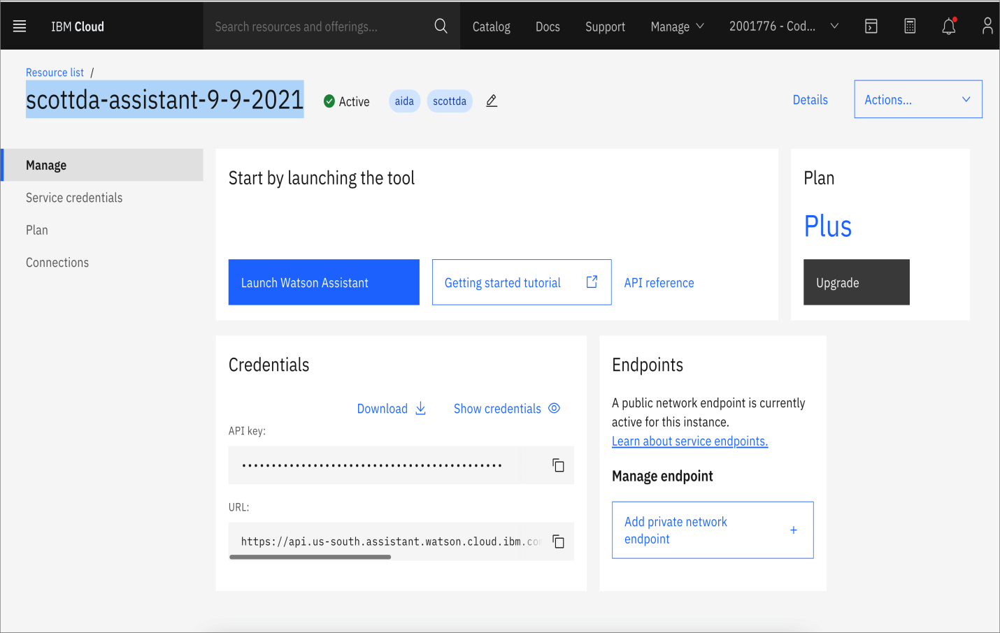 IBM Cloud
Search resources and offerings...
Catalog
Docs
Support
Manage
2001776 - Cod...
Resource list /
scottda-assistant-9-9-2021
Active
aida
scottda
Details
Actions...
Manage
Service credentials
Plan
Connections
Start by launching the tool
Launch Watson Assistant
Getting started tutorial
API reference
Plan
Plus
Upgrade
Credentials
Download
Show credentials
API key:
••••••••••••••••••••••••••••••••••••••••••••
URL:
https://api.us-south.assistant.watson.cloud.ibm.co
Endpoints
A public network endpoint is currently
active for this instance.
Learn about service endpoints.
Manage endpoint
Add private network
endpoint
+